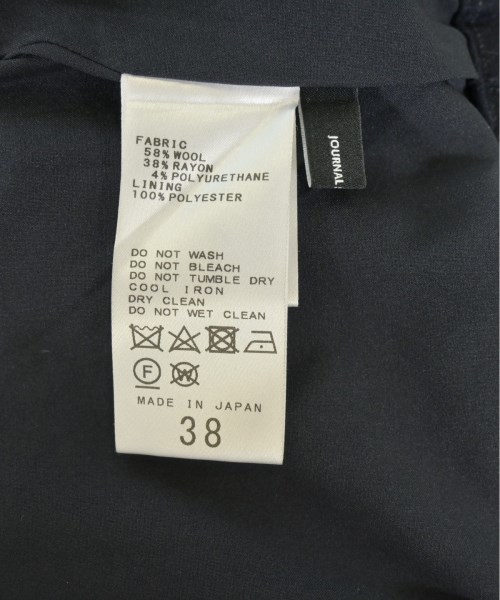 FABRIC
58% WOOL
38% RAYON
4% POLYURETHANE
LINING
100% POLYESTER
DO NOT WASH
DO NOT BLEACH
DO NOT TUMBLE DRY
COOL IRON
DRY CLEAN
DO NOT WET CLEAN
F W
MADE IN JAPAN
38
JOURNAL